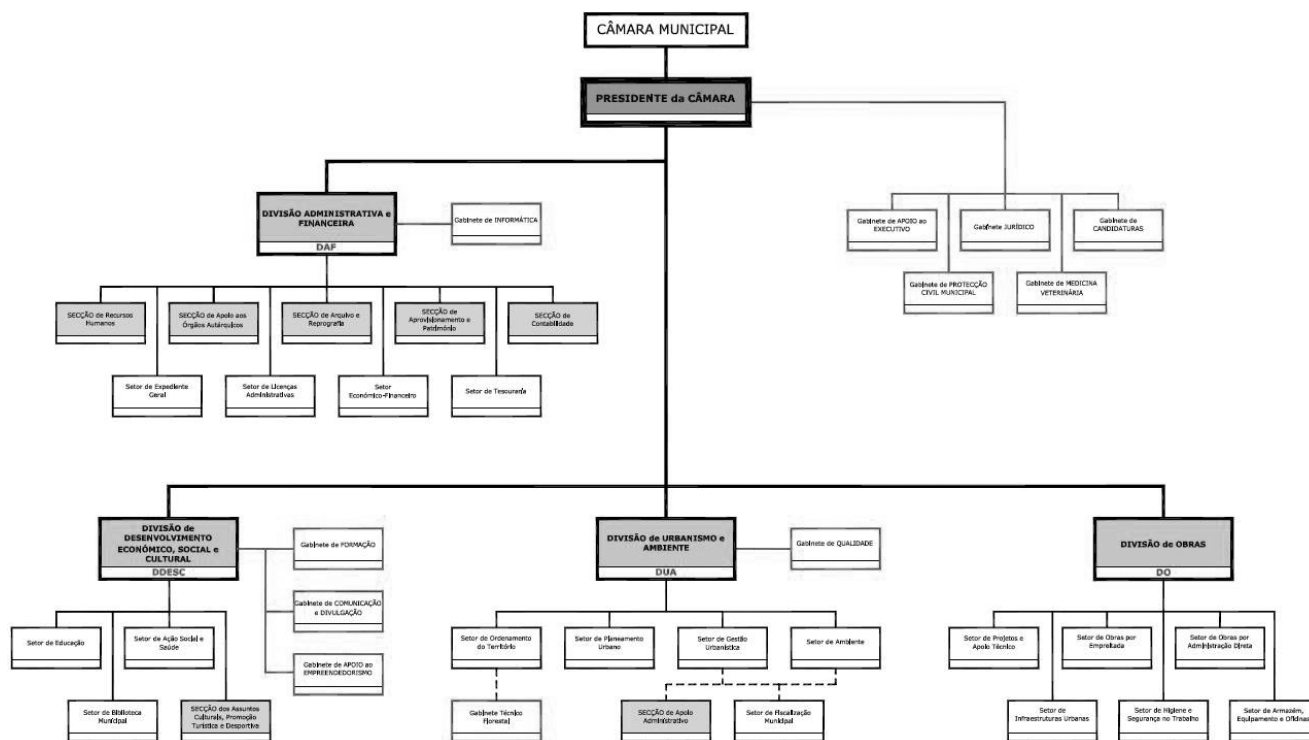 CÂMARA MUNICIPAL
PRESIDENTE da CÂMARA
DIVISÃO ADMINISTRATIVA e
FINANCEIRA
DAF
Gabinete de INFORMÁTICA
Gabinete de APOIO ao
EXECUTIVO
Gabinete JURÍDICO
Gabinete de
CANDIDATURAS
Gabinete de PROTECÇÃO
CIVIL MUNICIPAL
Gabinete de MEDICINA
VETERINÁRIA
SECÇÃO de Recursos
Humanos
SECÇÃO de Apoio aos
Órgãos Autárquicos
SECÇÃO de Arquivo e
Reprografia
SECÇÃO de
Aprovisionamento e
Património
SECÇÃO de
Contabilidade
Setor de Expediente
Geral
Setor de Licenças
Administrativas
Setor
Económico-Financeiro
Setor de Tesouraria
DIVISÃO de
DESENVOLVIMENTO
ECONÓMICO, SOCIAL e
CULTURAL
DDESC
Gabinete de FORMAÇÃO
Gabinete de COMUNICAÇÃO
e DIVULGAÇÃO
Gabinete de APOIO ao
EMPREENDEDORISMO
Setor de Educação
Setor de Ação Social e
Saúde
Setor de Biblioteca
Municipal
SECÇÃO dos Assuntos
Culturais, Promoção
Turística e Desportiva
DIVISÃO de URBANISMO e
AMBIENTE
DUA
Gabinete de QUALIDADE
Setor de Ordenamento
do Território
Setor de Planeamento
Urbano
Setor de Gestão
Urbanística
Setor de Ambiente
Gabinete Técnico
Florestal
SECÇÃO de Apoio
Administrativo
Setor de Fiscalização
Municipal
DIVISÃO de OBRAS
DO
Setor de Projetos e
Apoio Técnico
Setor de Obras por
Empreitada
Setor de Obras por
Administração Direta
Setor de
Infraestruturas Urbanas
Setor de Higiene e
Segurança no Trabalho
Setor de Armazém,
Equipamento e Oficinas